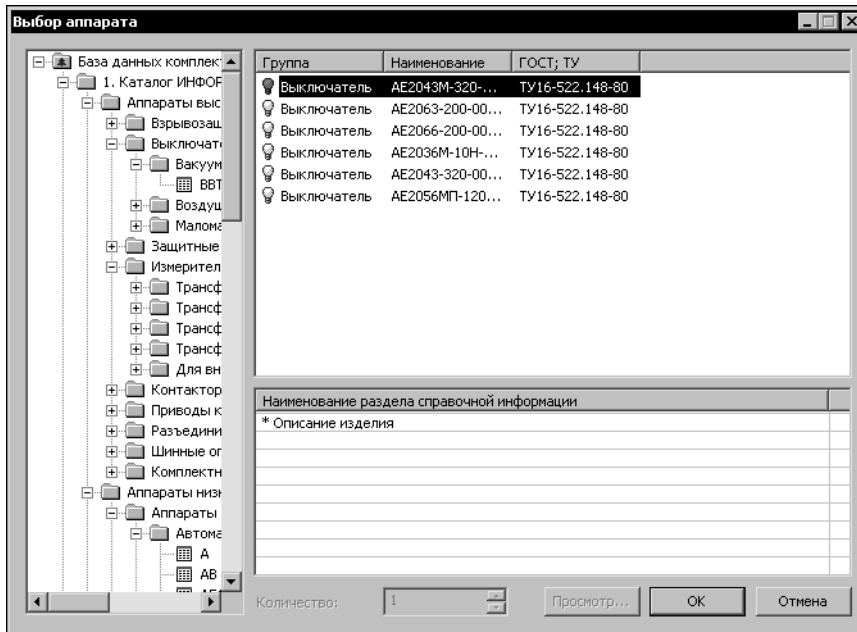 Выбор аппарата
База данных комплек
1. Каталог ИНФОР
Аппараты выс
Взрывозащ
Выключат
Вакуум
ВВТ
Воздуш
Малома
Защитные
Измерител
Трансф
Трансф
Трансф
Трансф
Для вн
Контактор
Приводы к
Разъедини
Шинные оп
Комплектн
Аппараты низк
Аппараты
Автома
А
АВ
Группа Наименование ГОСТ; ТУ
Выключатель АЕ2043М-320-... ТУ16-522.148-80
Выключатель АЕ2063-200-00... ТУ16-522.148-80
Выключатель АЕ2066-200-00... ТУ16-522.148-80
Выключатель АЕ2036М-10Н-... ТУ16-522.148-80
Выключатель АЕ2043-320-00... ТУ16-522.148-80
Выключатель АЕ2056МП-120... ТУ16-522.148-80
Наименование раздела справочной информации
* Описание изделия
Количество: 1 Просмотр... ОК Отмена